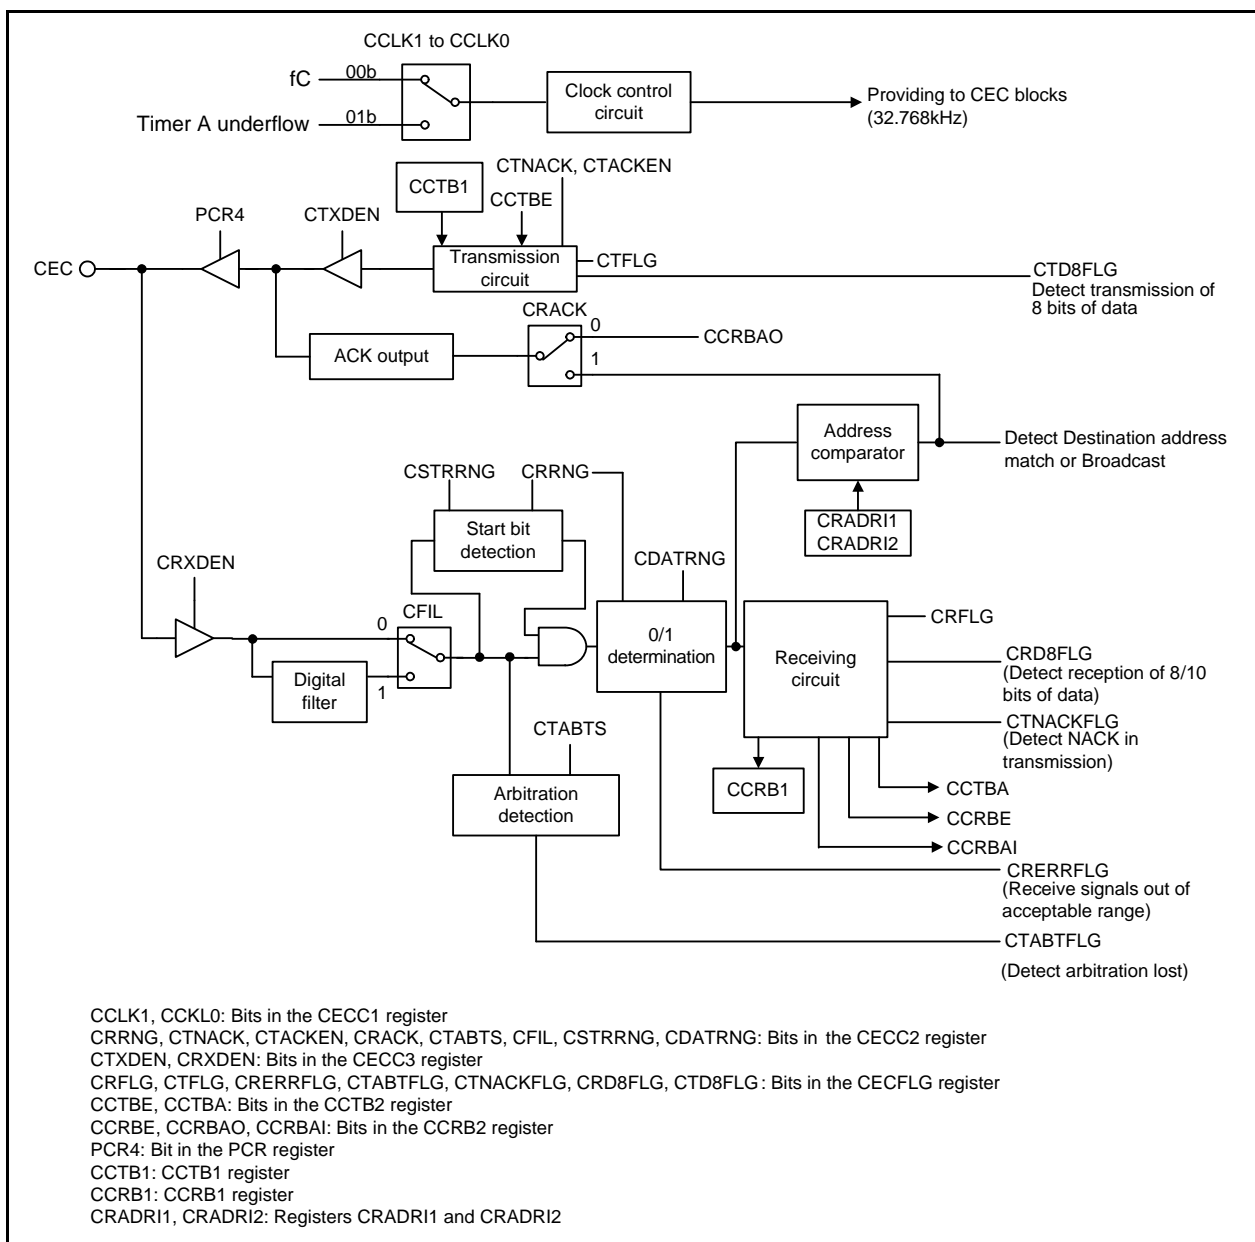 CCLK1 to CCLK0
fC
00b
Timer A underflow
01b
Clock control
circuit
Providing to CEC blocks
(32.768kHz)
CTNACK, CTACKEN
CCTB1
CCTBE
PCR4
CTXDEN
CEC
Transmission
circuit
CTFLG
CTD8FLG
Detect transmission of
8 bits of data
CRACK
0
CCRBAO
ACK output
1
Address
comparator
Detect Destination address
match or Broadcast
CSTRRNG
CRRNG
Start bit
detection
CRADRI1
CRADRI2
CRXDEN
CDATRNG
CFIL
0
0/1
determination
Receiving
circuit
CRFLG
CRD8FLG
(Detect reception of 8/10
bits of data)
Digital
filter
1
CTNACKFLG
(Detect NACK in
transmission)
CTABTS
CCRB1
CCTBA
Arbitration
detection
CCRBE
CCRBAI
CRERRFLG
(Receive signals out of
acceptable range)
CTABTFLG
(Detect arbitration lost)
CCLK1, CCKL0: Bits in the CECC1 register
CRRNG, CTNACK, CTACKEN, CRACK, CTABTS, CFIL, CSTRRNG, CDATRNG: Bits in the CECC2 register
CTXDEN, CRXDEN: Bits in the CECC3 register
CRFLG, CTFLG, CRERRFLG, CTABTFLG, CTNACKFLG, CRD8FLG, CTD8FLG: Bits in the CECFLG register
CCTBE, CCTBA: Bits in the CCTB2 register
CCRBE, CCRBAO, CCRBAI: Bits in the CCRB2 register
PCR4: Bit in the PCR register
CCTB1: CCTB1 register
CCRB1: CCRB1 register
CRADRI1, CRADRI2: Registers CRADRI1 and CRADRI2